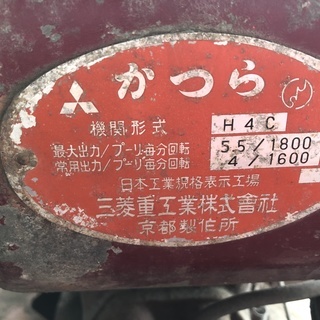 かつら
機関形式 H4C
最大出力/プーリ毎分回転 5.5/1800
常用出力/プーリ毎分回転 4/1600
日本工業規格表示工場
三菱重工業株式會社
京都製作所